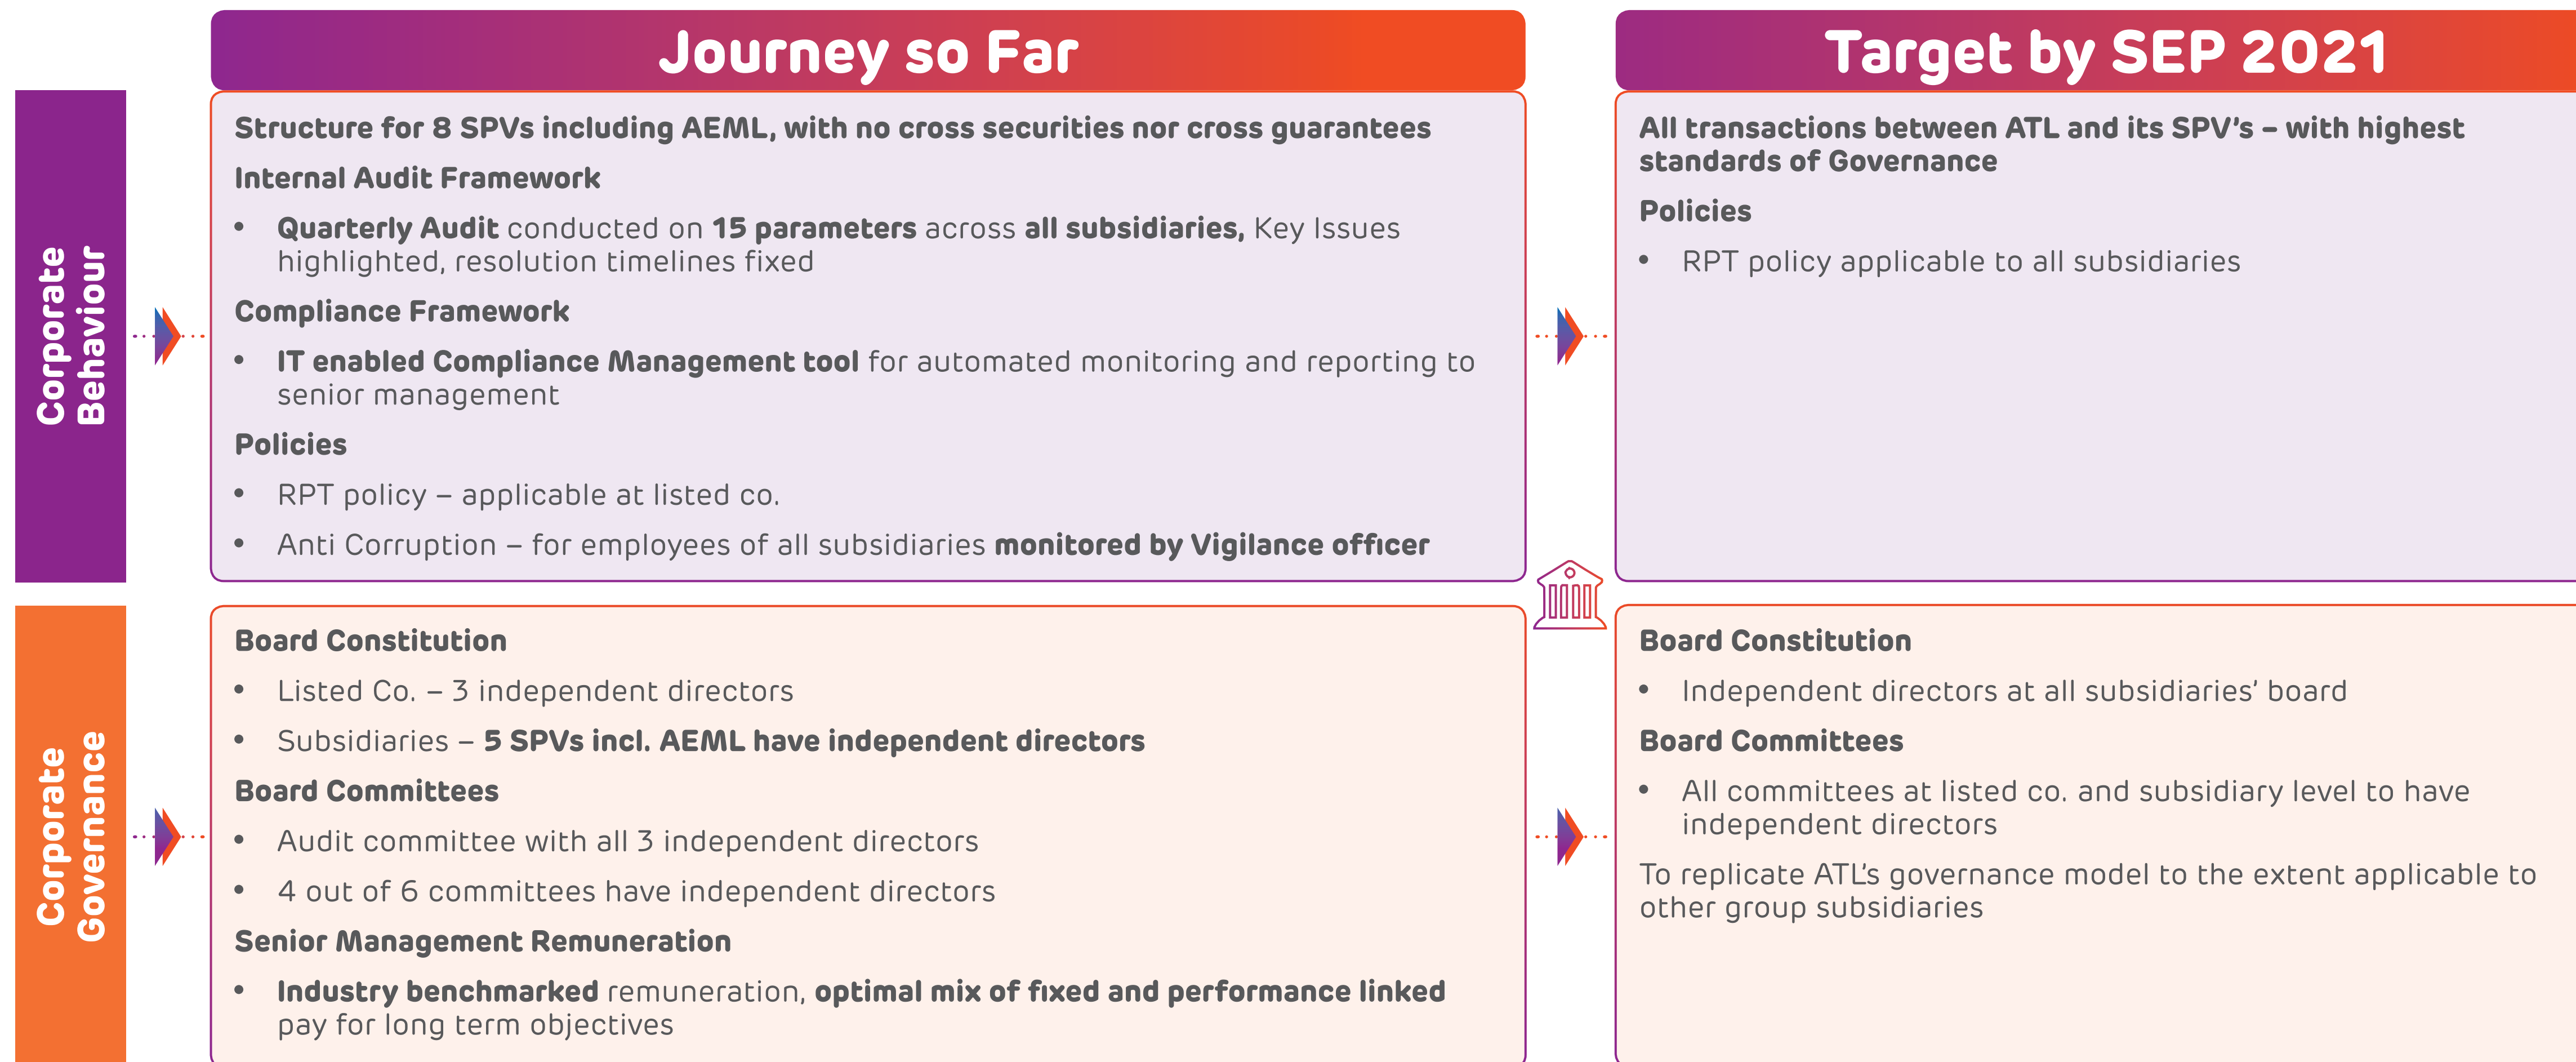 Journey so Far
Target by SEP 2021
Corporate
Behaviour
Structure for 8 SPVs including AEML, with no cross securities nor cross guarantees
Internal Audit Framework
• Quarterly Audit conducted on 15 parameters across all subsidiaries, Key Issues
highlighted, resolution timelines fixed
Compliance Framework
• IT enabled Compliance Management tool for automated monitoring and reporting to
senior management
Policies
• RPT policy – applicable at listed co.
• Anti Corruption – for employees of all subsidiaries monitored by Vigilance officer
All transactions between ATL and its SPV's – with highest
standards of Governance
Policies
• RPT policy applicable to all subsidiaries
Corporate
Governance
Board Constitution
• Listed Co. – 3 independent directors
• Subsidiaries – 5 SPVs incl. AEML have independent directors
Board Committees
• Audit committee with all 3 independent directors
• 4 out of 6 committees have independent directors
Senior Management Remuneration
• Industry benchmarked remuneration, optimal mix of fixed and performance linked
pay for long term objectives
Board Constitution
• Independent directors at all subsidiaries' board
Board Committees
• All committees at listed co. and subsidiary level to have
independent directors
To replicate ATL's governance model to the extent applicable to
other group subsidiaries